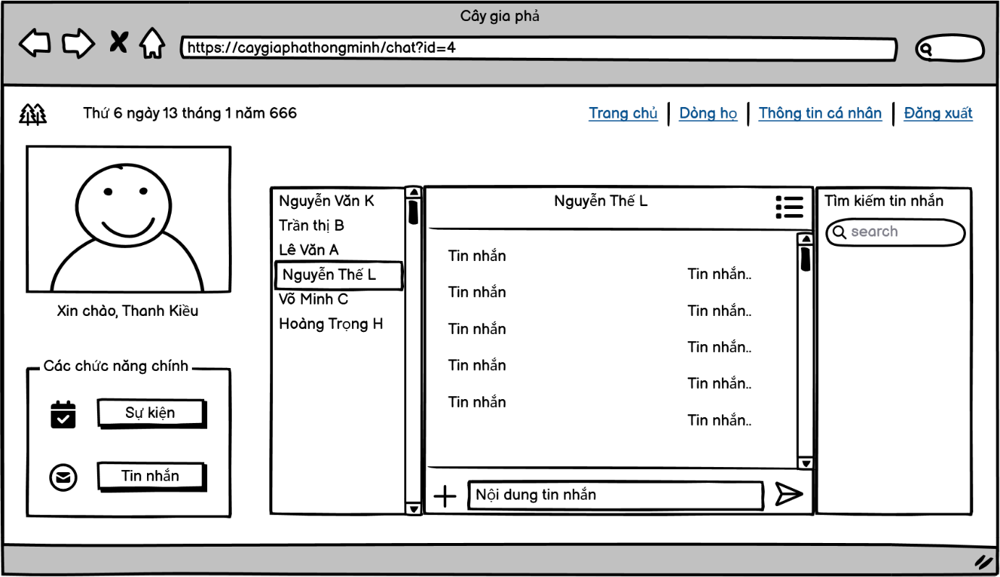 Cây gia phả
https://caygiaphathongminh/chat?id=4
Thứ 6 ngày 13 tháng 1 năm 666
Trang chủ
Dòng họ
Thông tin cá nhân
Đăng xuất
Xin chào, Thanh Kiều
Các chức năng chính
Sự kiện
Tin nhắn
Nguyễn Văn K
Trần thị B
Lê Văn A
Nguyễn Thế L
Võ Minh C
Hoàng Trọng H
Nguyễn Thế L
Tin nhắn
Tin nhắn..
Tin nhắn
Tin nhắn..
Tin nhắn
Tin nhắn..
Tin nhắn
Tin nhắn..
Tin nhắn
Tin nhắn..
Nội dung tin nhắn
Tìm kiếm tin nhắn
search